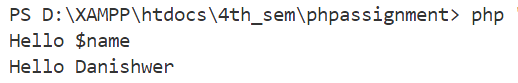 PS D:\XAMPP\htdocs\4th_sem\phpassignment> php
Hello $name
Hello Danishwer